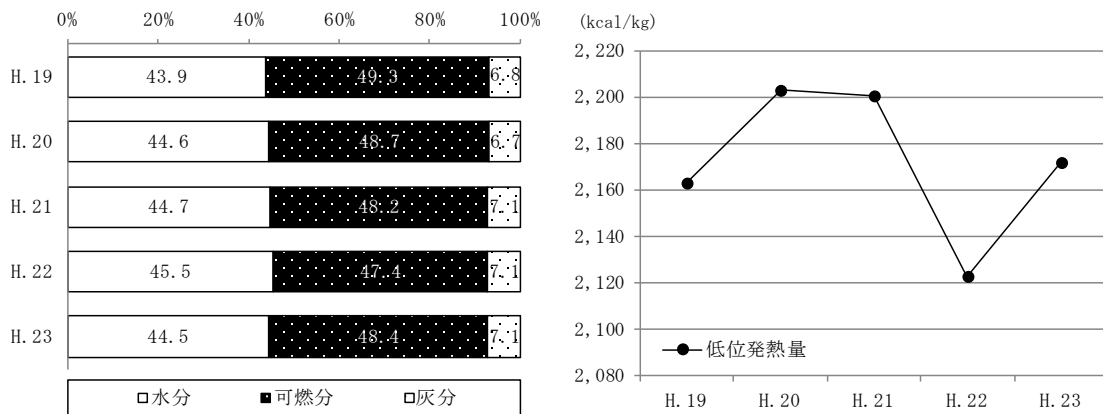 0% 20% 40% 60% 80% 100%
H.19 43.9 49.3 6.8
H.20 44.6 48.7 6.7
H.21 44.7 48.2 7.1
H.22 45.5 47.4 7.1
H.23 44.5 48.4 7.1
水分 可燃分 灰分
(kcal/kg)
2,220
2,200
2,180
2,160
2,140
2,120
2,100
2,080
低位発熱量
H.19 H.20 H.21 H.22 H.23